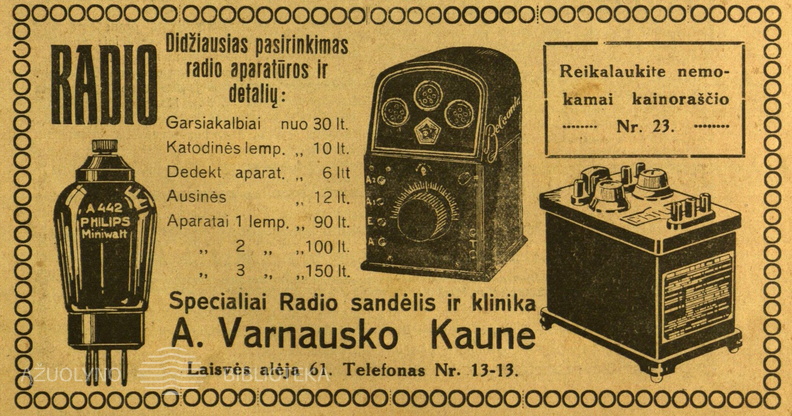 RADIO
Didžiausias pasirinkimas
radio aparatūros ir
detalių:
Garsiakalbiai nuo 30 lt.
Katodinės lemp. „ 10 lt.
Dedekt aparat. „ 6 lt
Ausinės „ 12 lt.
Aparatai 1 lemp. „ 90 lt.
„ 2 „ „100 lt.
„ 3 „ „150 lt.
A 442
PHILIPS
Miniwatt
Reikalaukite nemo-
kamai kainoraščio
Nr. 23.
Specialiai Radio sandėlis ir klinika
A. Varnausko Kaune
Laisvės alėja 61. Telefonas Nr. 13-13.
AŽUOLYNO BIBLIOTEKA